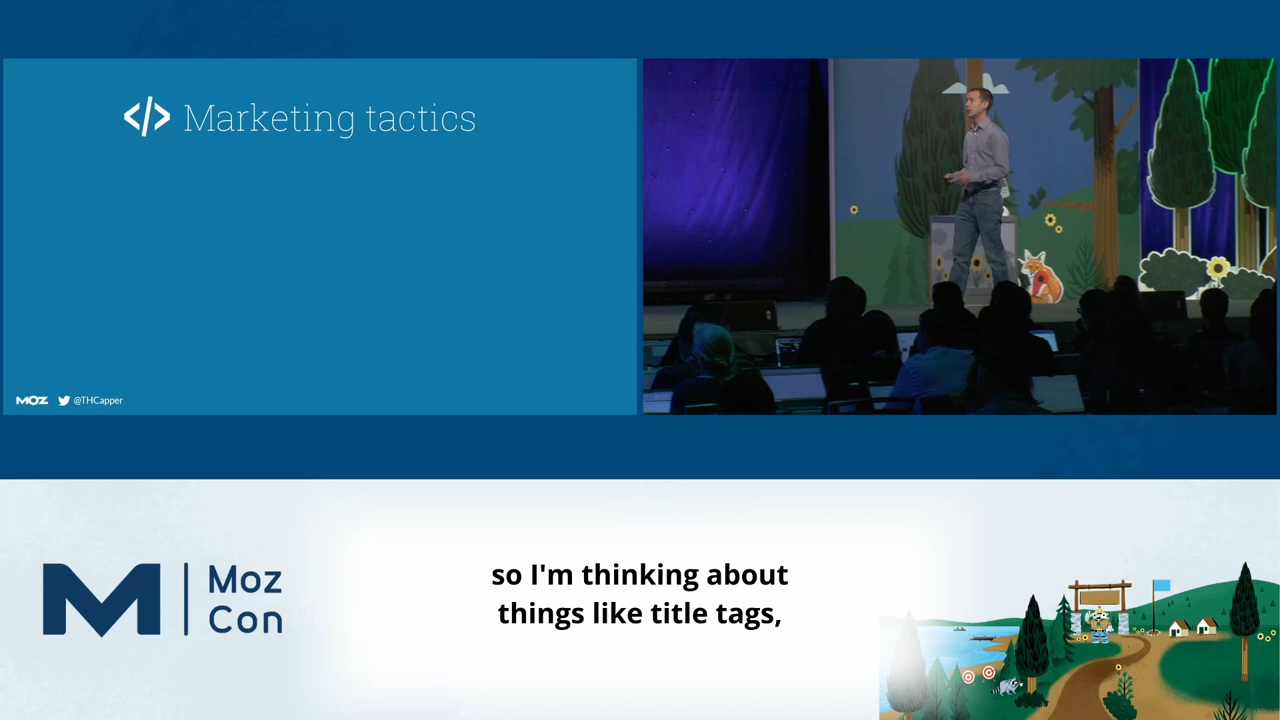 </> Marketing tactics
MOZ @THCapper
M | Moz
Con
so I'm thinking about
things like title tags,